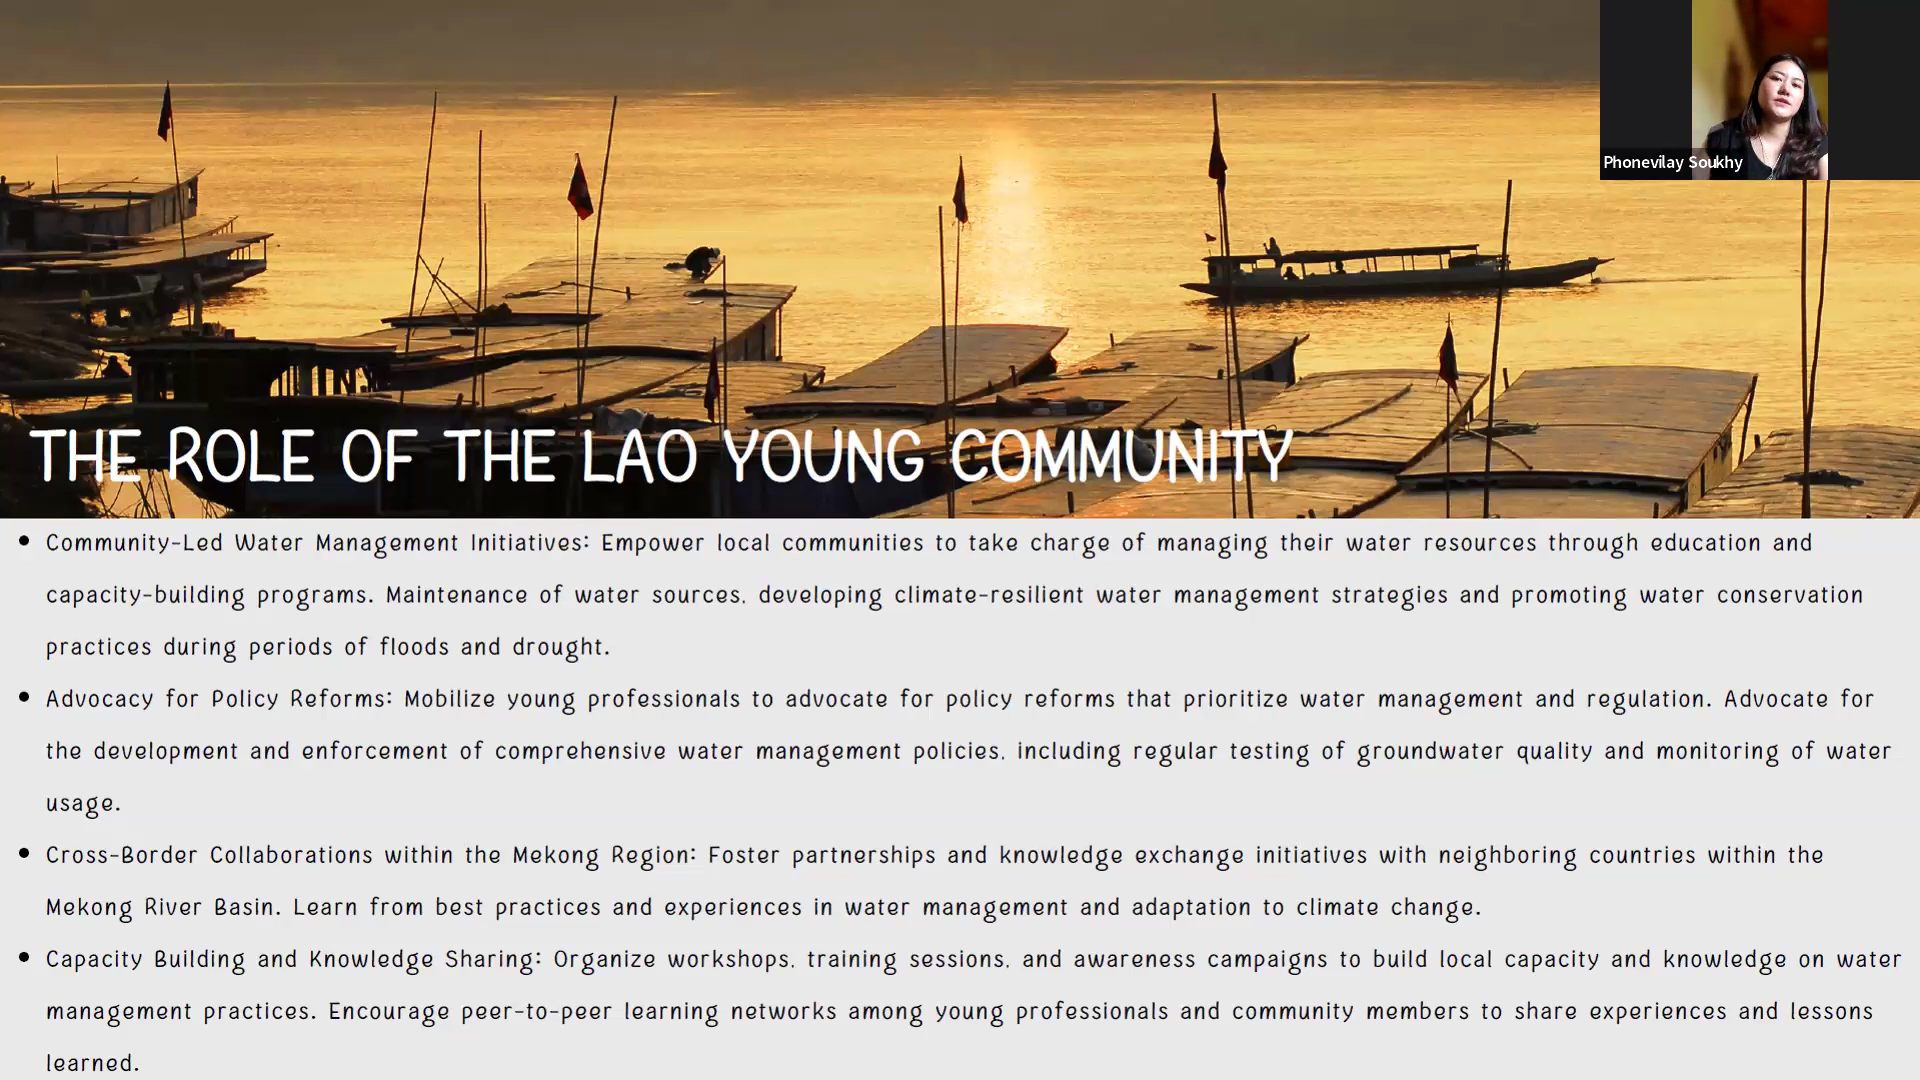 Phonevilay Soukhy
THE ROLE OF THE LAO YOUNG COMMUNITY
• Community-Led Water Management Initiatives: Empower local communities to take charge of managing their water resources through education and
capacity-building programs. Maintenance of water sources, developing climate-resilient water management strategies and promoting water conservation
practices during periods of floods and drought.
• Advocacy for Policy Reforms: Mobilize young professionals to advocate for policy reforms that prioritize water management and regulation. Advocate for
the development and enforcement of comprehensive water management policies, including regular testing of groundwater quality and monitoring of water
usage.
• Cross-Border Collaborations within the Mekong Region: Foster partnerships and knowledge exchange initiatives with neighboring countries within the
Mekong River Basin. Learn from best practices and experiences in water management and adaptation to climate change.
• Capacity Building and Knowledge Sharing: Organize workshops, training sessions, and awareness campaigns to build local capacity and knowledge on water
management practices. Encourage peer-to-peer learning networks among young professionals and community members to share experiences and lessons
learned.